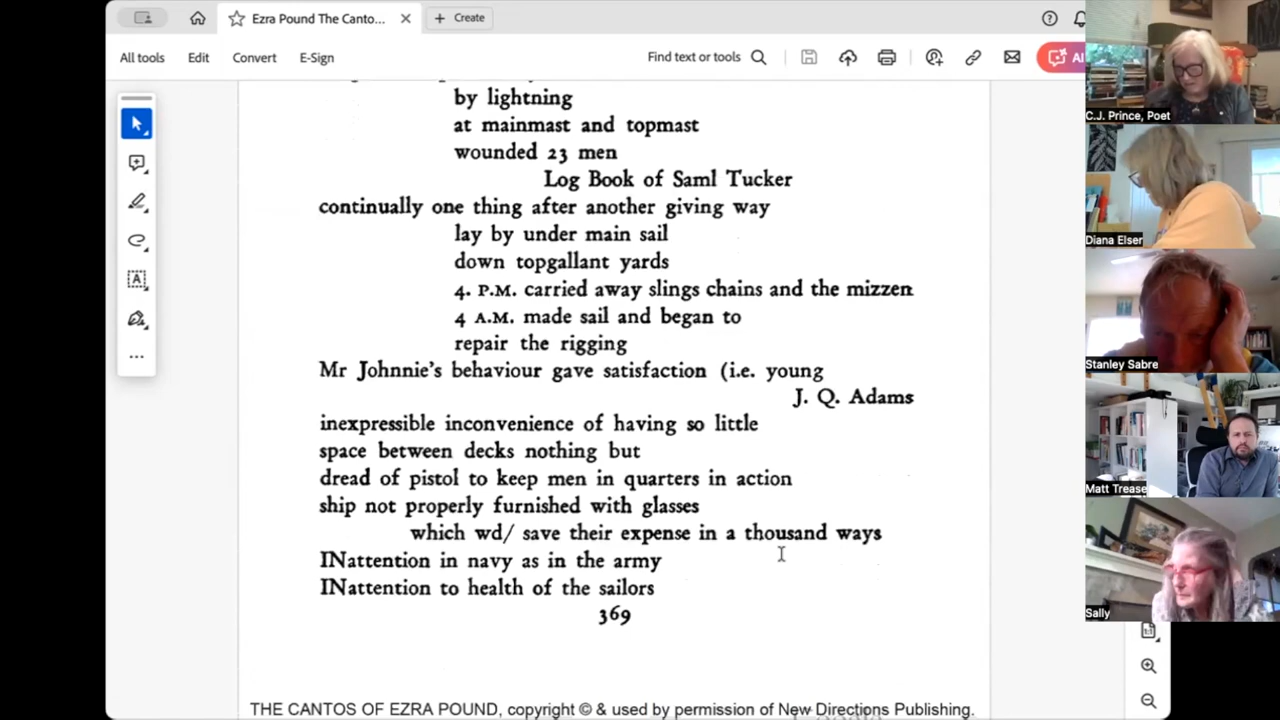 Ezra Pound The Canto...
Create
All tools
Edit
Convert
E-Sign
Find text or tools
AI
by lightning
at mainmast and topmast
wounded 23 men
Log Book of Saml Tucker
continually one thing after another giving way
lay by under main sail
down topgallant yards
4. P.M. carried away slings chains and the mizzen
4 A.M. made sail and began to
repair the rigging
Mr Johnnie's behaviour gave satisfaction (i.e. young
J. Q. Adams
inexpressible inconvenience of having so little
space between decks nothing but
dread of pistol to keep men in quarters in action
ship not properly furnished with glasses
which wd/ save their expense in a thousand ways
INattention in navy as in the army
INattention to health of the sailors
369
THE CANTOS OF EZRA POUND, copyright © & used by permission of New Directions Publishing.
C.J. Prince, Poet
Diana Elser
Stanley Sabre
Matt Trease
Sally